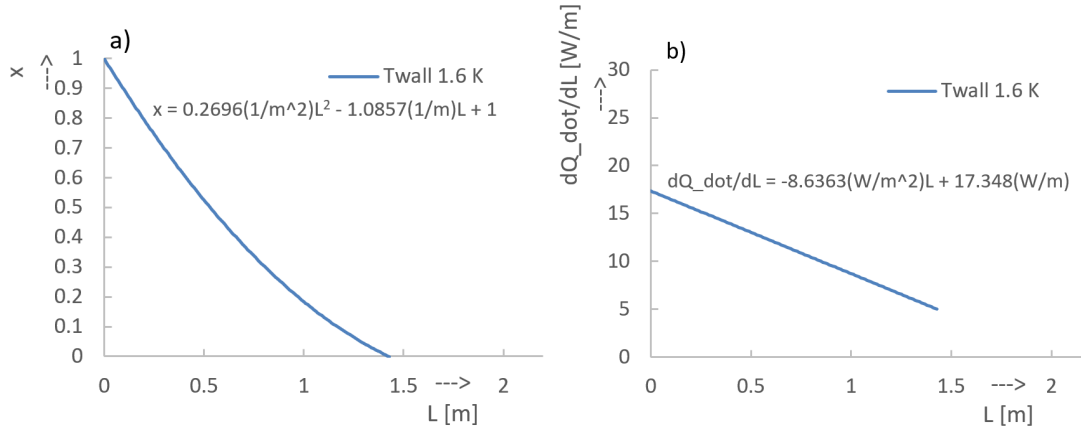 a)
x --->
1
0.9
0.8
0.7
0.6
0.5
0.4
0.3
0.2
0.1
0
Twall 1.6 K
x = 0.2696(1/m^2)L² - 1.0857(1/m)L + 1
0 0.5 1 1.5 2
--->
L [m]
b)
dQ_dot/dL [W/m] --->
30
25
20
15
10
5
0
Twall 1.6 K
dQ_dot/dL = -8.6363(W/m^2)L + 17.348(W/m)
0 0.5 1 1.5 2
--->
L [m]